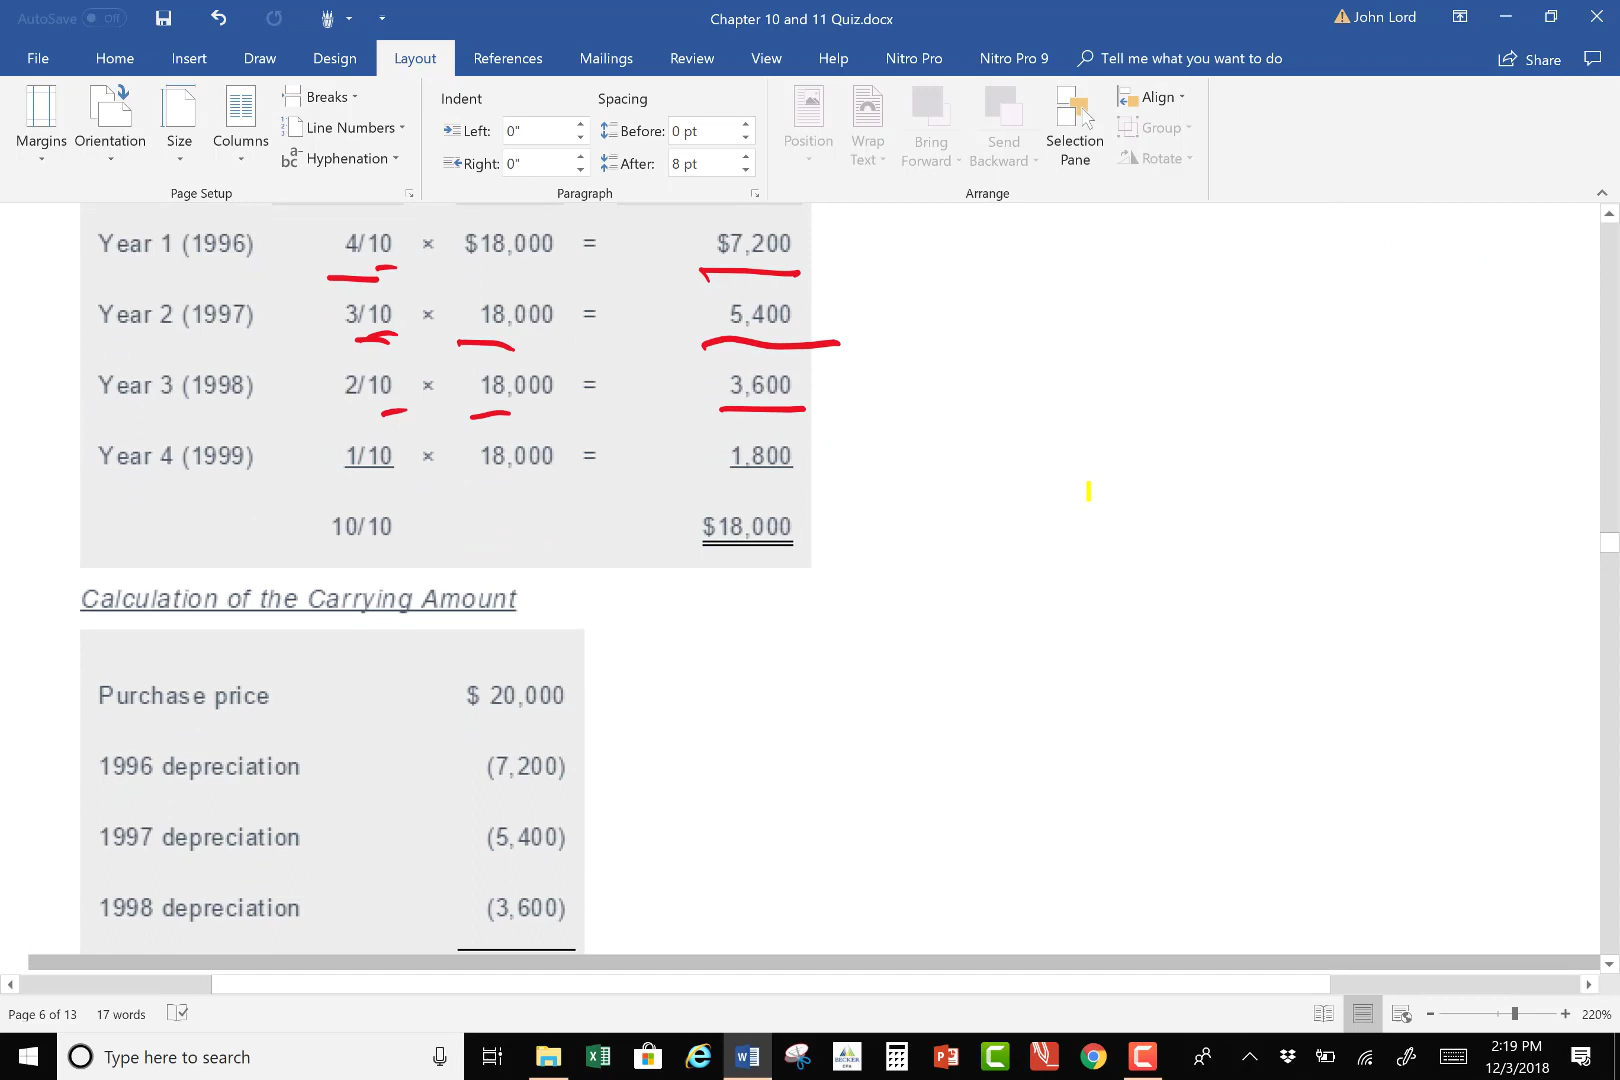 AutoSave Off
Chapter 10 and 11 Quiz.docx
John Lord
File Home Insert Draw Design Layout References Mailings Review View Help Nitro Pro Nitro Pro 9 Tell me what you want to do Share
Margins Orientation Size Columns
Breaks
Line Numbers
Hyphenation
Page Setup
Indent Spacing
Left: 0" Before: 0 pt
Right: 0" After: 8 pt
Paragraph
Position
Wrap Text
Bring Forward
Send Backward
Selection Pane
Align
Group
Rotate
Arrange
Year 1 (1996) 4/10 × $18,000 = $7,200
Year 2 (1997) 3/10 × 18,000 = 5,400
Year 3 (1998) 2/10 × 18,000 = 3,600
Year 4 (1999) 1/10 × 18,000 = 1,800
10/10 $18,000
Calculation of the Carrying Amount
Purchase price $ 20,000
1996 depreciation (7,200)
1997 depreciation (5,400)
1998 depreciation (3,600)
Page 6 of 13 17 words 220%
Type here to search
2:19 PM
12/3/2018